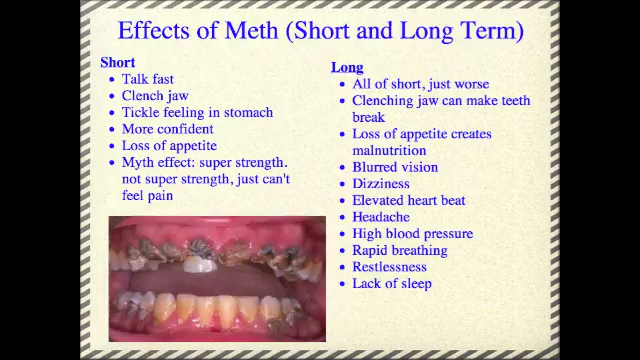 Effects of Meth (Short and Long Term)
Short
Talk fast
Clench jaw
Tickle feeling in stomach
More confident
Loss of appetite
Myth effect: super strength.
not super strength, just can't
feel pain
Long
All of short, just worse
Clenching jaw can make teeth
break
Loss of appetite creates
malnutrition
Blurred vision
Dizziness
Elevated heart beat
Headache
High blood pressure
Rapid breathing
Restlessness
Lack of sleep